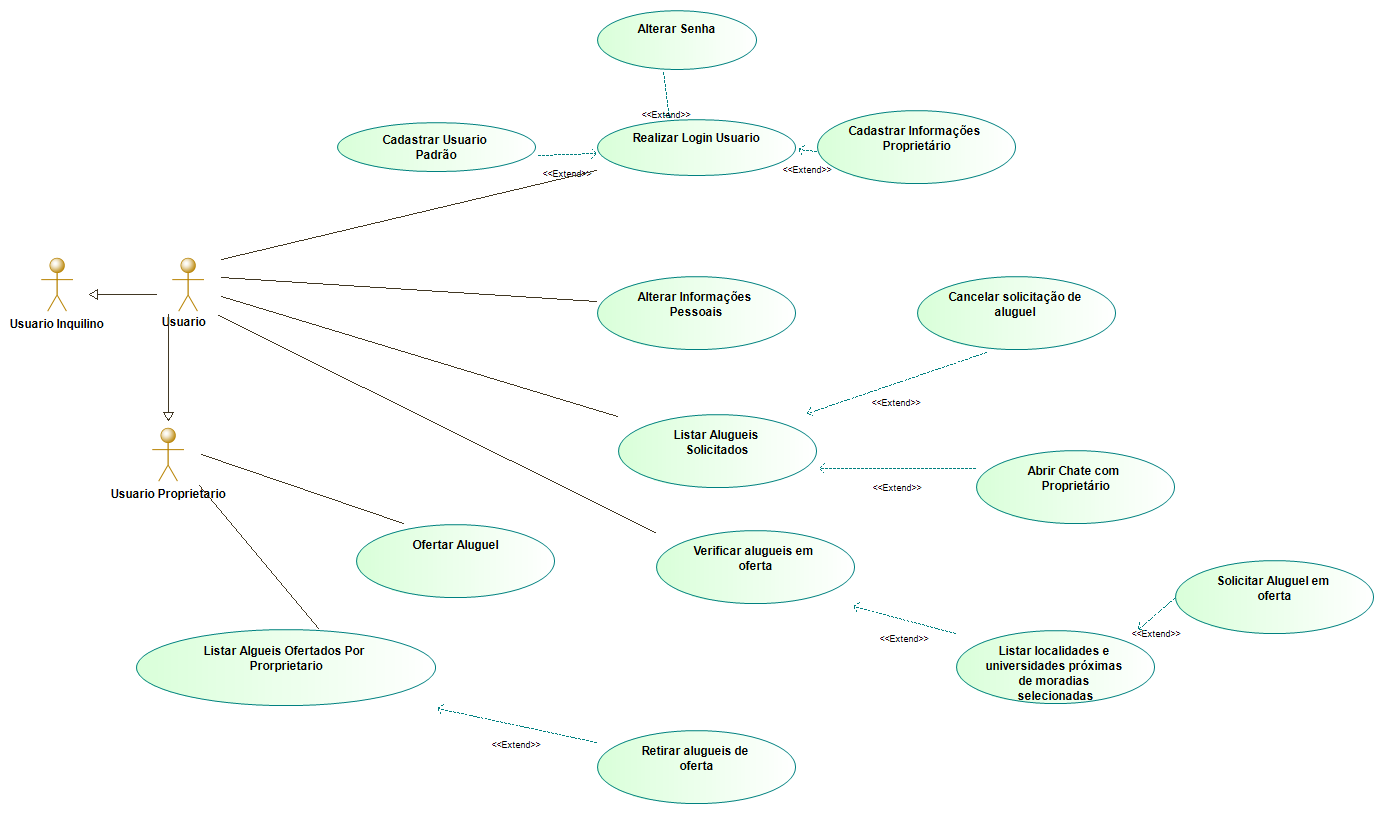 Alterar Senha
<<Extend>>
Cadastrar Usuario
Padrão
Realizar Login Usuario
Cadastrar Informações
Proprietário
<<Extend>>
<<Extend>>
Usuario Inquilino
Usuario
Alterar Informações
Pessoais
Cancelar solicitação de
aluguel
<<Extend>>
Listar Alugueis
Solicitados
Abrir Chate com
Proprietário
<<Extend>>
Usuario Proprietario
Ofertar Aluguel
Verificar alugueis em
oferta
Solicitar Aluguel em
oferta
<<Extend>>
<<Extend>>
Listar localidades e
universidades próximas
de moradias
selecionadas
Listar Algueis Ofertados Por
Prorprietario
<<Extend>>
Retirar alugueis de
oferta